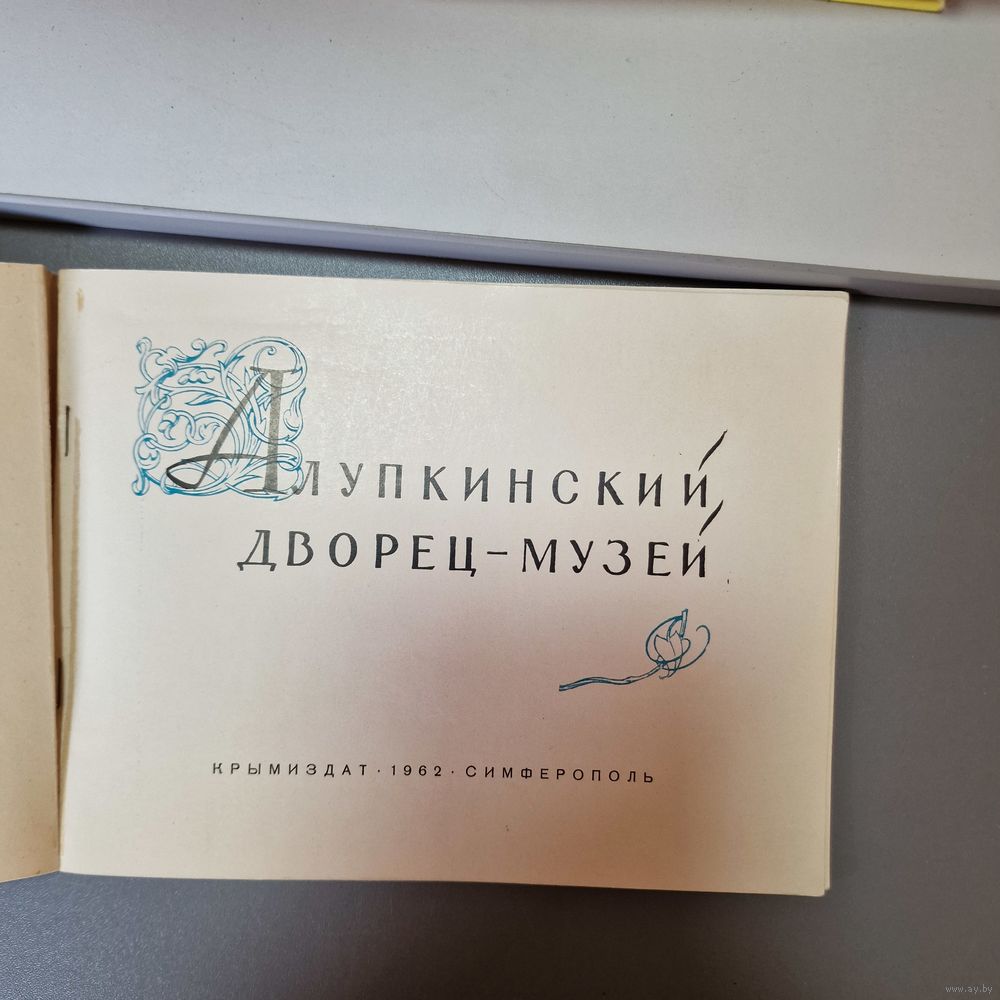 АЛУПКИНСКИЙ
ДВОРЕЦ-МУЗЕЙ
КРЫМИЗДАТ · 1962 · СИМФЕРОПОЛЬ
www.ay.by